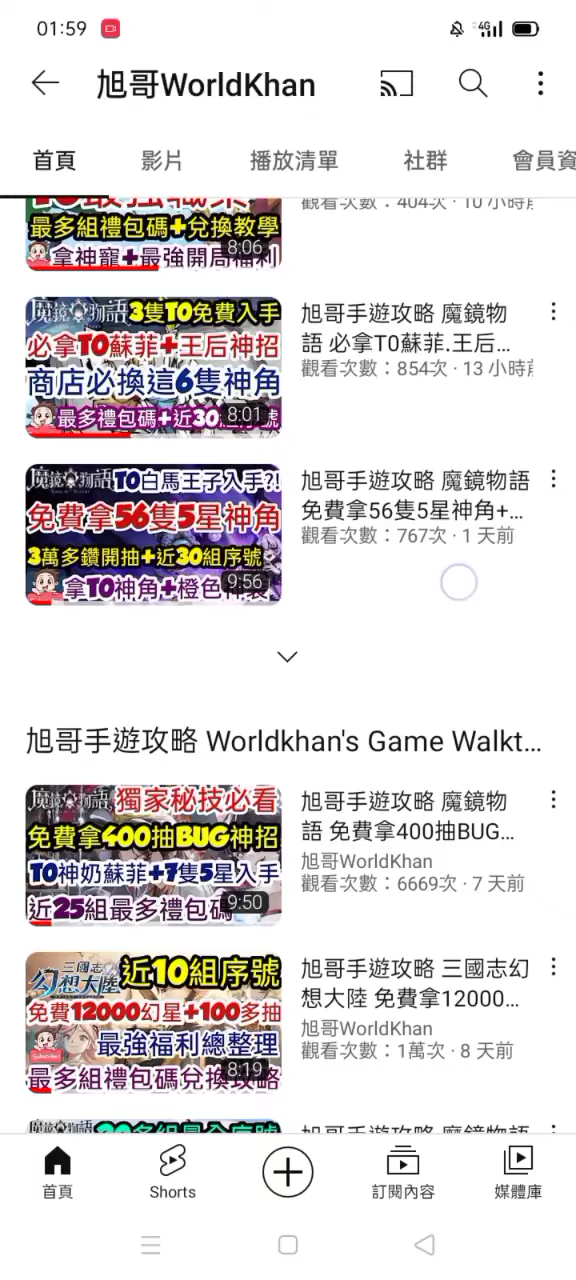 01:59
4G
旭哥WorldKhan
首頁
影片
播放清單
社群
會員資
最多組禮包碼+兌換教學
拿神寵+最強開局福利
8:06
觀看次數：404次 · 10 小時
魔鏡物語
3隻T0免費入手
必拿T0蘇菲+王后神招
商店必換這6隻神角
最多禮包碼+近30
8:01
旭哥手遊攻略 魔鏡物
語 必拿T0蘇菲.王后...
觀看次數：854次 · 13 小時
魔鏡物語
T0白馬王子入手?!
免費拿56隻5星神角
3萬多鑽開抽+近30組序號
拿T0神角+橙色神裝
9:56
旭哥手遊攻略 魔鏡物語
免費拿56隻5星神角+...
觀看次數：767次 · 1 天前
旭哥手遊攻略 Worldkhan's Game Walkt...
魔鏡物語
獨家秘技必看
免費拿400抽BUG神招
T0神奶蘇菲+7隻5星入手
近25組最多禮包碼
9:50
旭哥手遊攻略 魔鏡物
語 免費拿400抽BUG...
旭哥WorldKhan
觀看次數：6669次 · 7 天前
三國志
幻想大陸
近10組序號
免費12000幻星+100多抽
最強福利總整理
Subscribe
最多組禮包碼兌換攻略
8:19
旭哥手遊攻略 三國志幻
想大陸 免費拿12000...
旭哥WorldKhan
觀看次數：1萬次 · 8 天前
旭哥手遊攻略 魔鏡物語
首頁
Shorts
訂閱內容
媒體庫